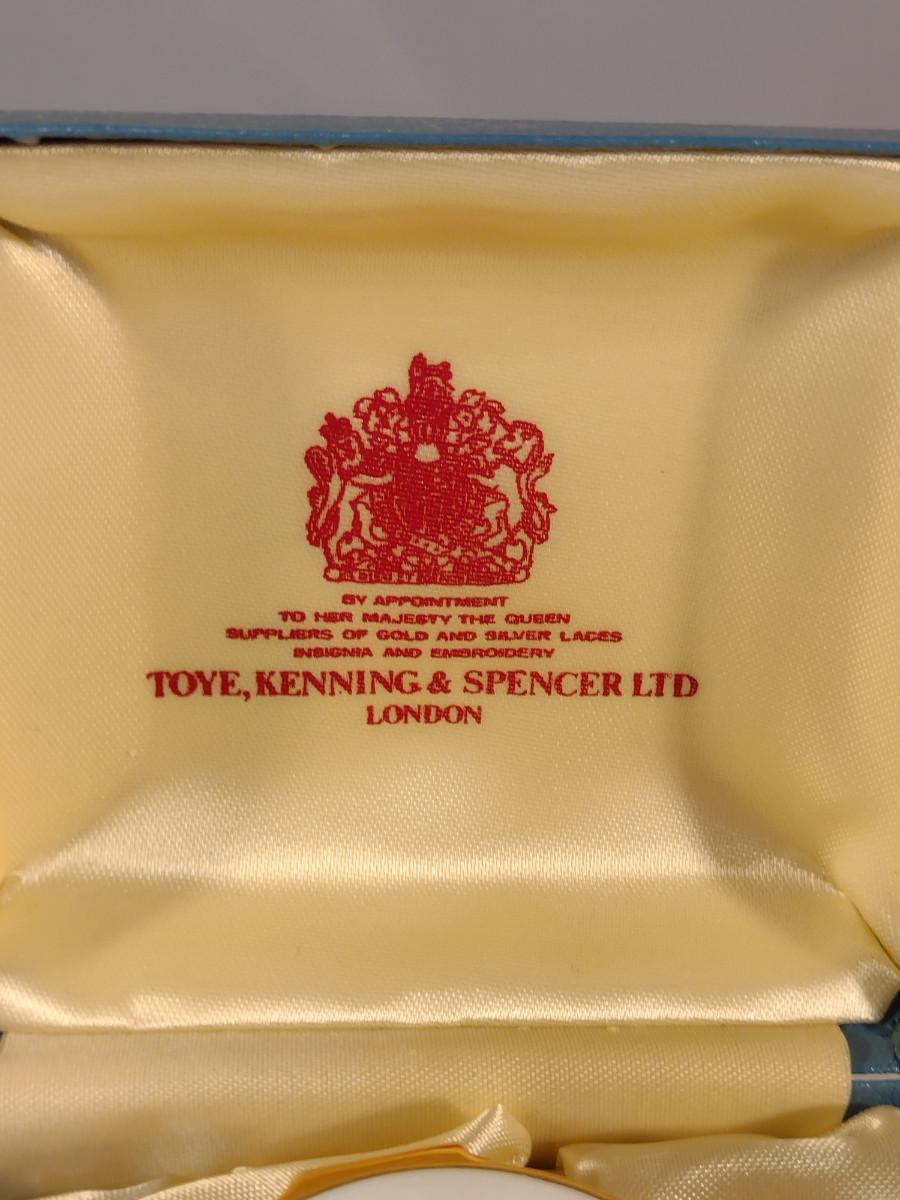 BY APPOINTMENT
TO HER MAJESTY THE QUEEN
SUPPLIERS OF GOLD AND SILVER LACES
INSIGNIA AND EMBROIDERY
TOYE, KENNING & SPENCER LTD
LONDON